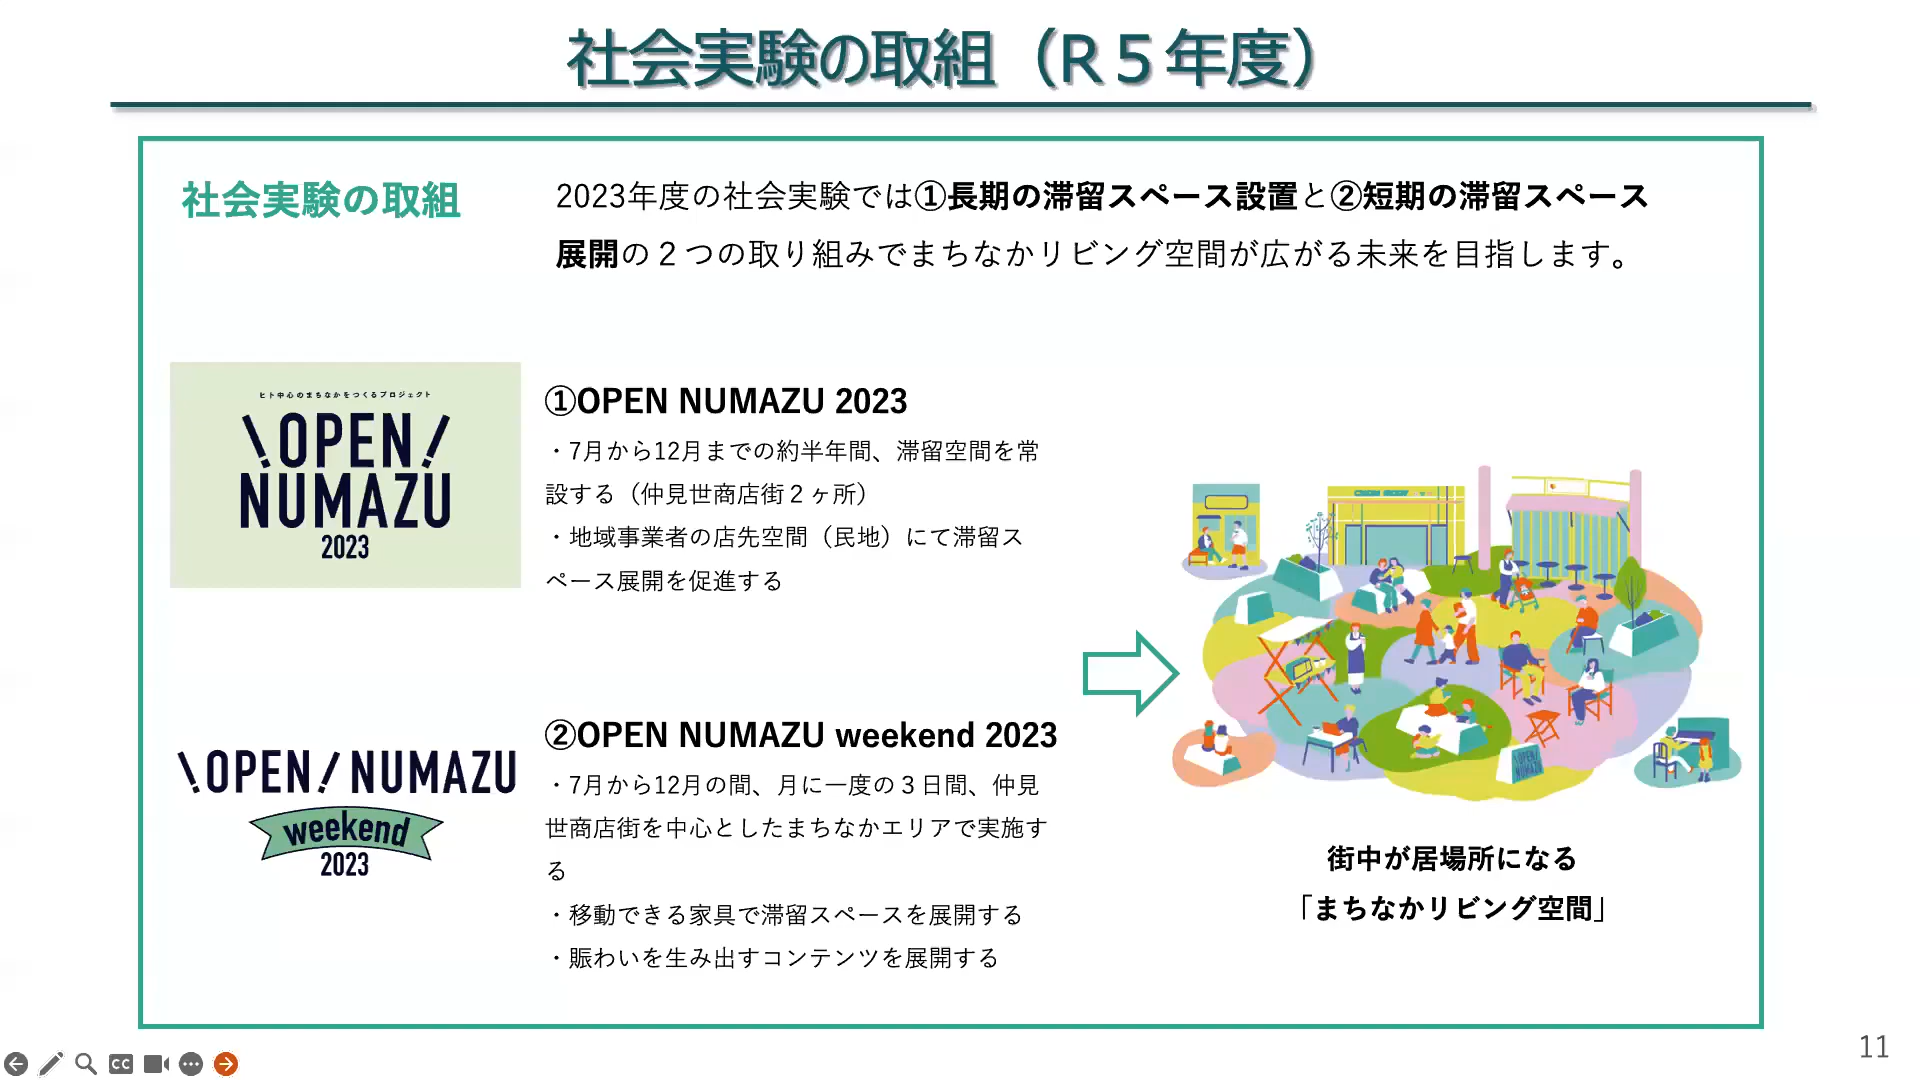 社会実験の取組（R５年度）
社会実験の取組
2023年度の社会実験では①長期の滞留スペース設置と②短期の滞留スペース
展開の２つの取り組みでまちなかリビング空間が広がる未来を目指します。
ヒト中心のまちなかをつくるプロジェクト
\OPEN/
NUMAZU
2023
①OPEN NUMAZU 2023
・7月から12月までの約半年間、滞留空間を常
設する（仲見世商店街２ヶ所）
・地域事業者の店先空間（民地）にて滞留ス
ペース展開を促進する
\OPEN/NUMAZU
weekend
2023
②OPEN NUMAZU weekend 2023
・7月から12月の間、月に一度の３日間、仲見
世商店街を中心としたまちなかエリアで実施す
る
・移動できる家具で滞留スペースを展開する
・賑わいを生み出すコンテンツを展開する
OPEN
NUMAZU
街中が居場所になる
「まちなかリビング空間」
CC
11